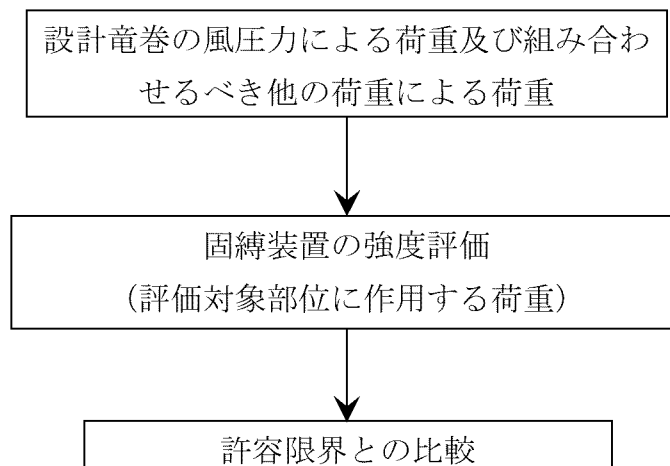 設計竜巻の風圧力による荷重及び組み合わ
せるべき他の荷重による荷重
固縛装置の強度評価
（評価対象部位に作用する荷重）
許容限界との比較